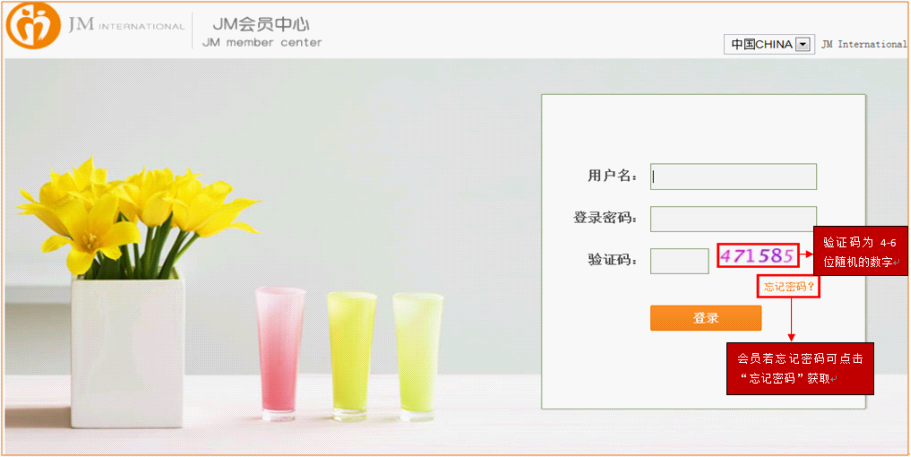 JM INTERNATIONAL
JM会员中心
JM member center
中国CHINA
JM International
用户名：
登录密码：
验证码：
471585
验证码为 4-6
位随机的数字
忘记密码?
登录
会员若忘记密码可点击
“忘记密码”获取